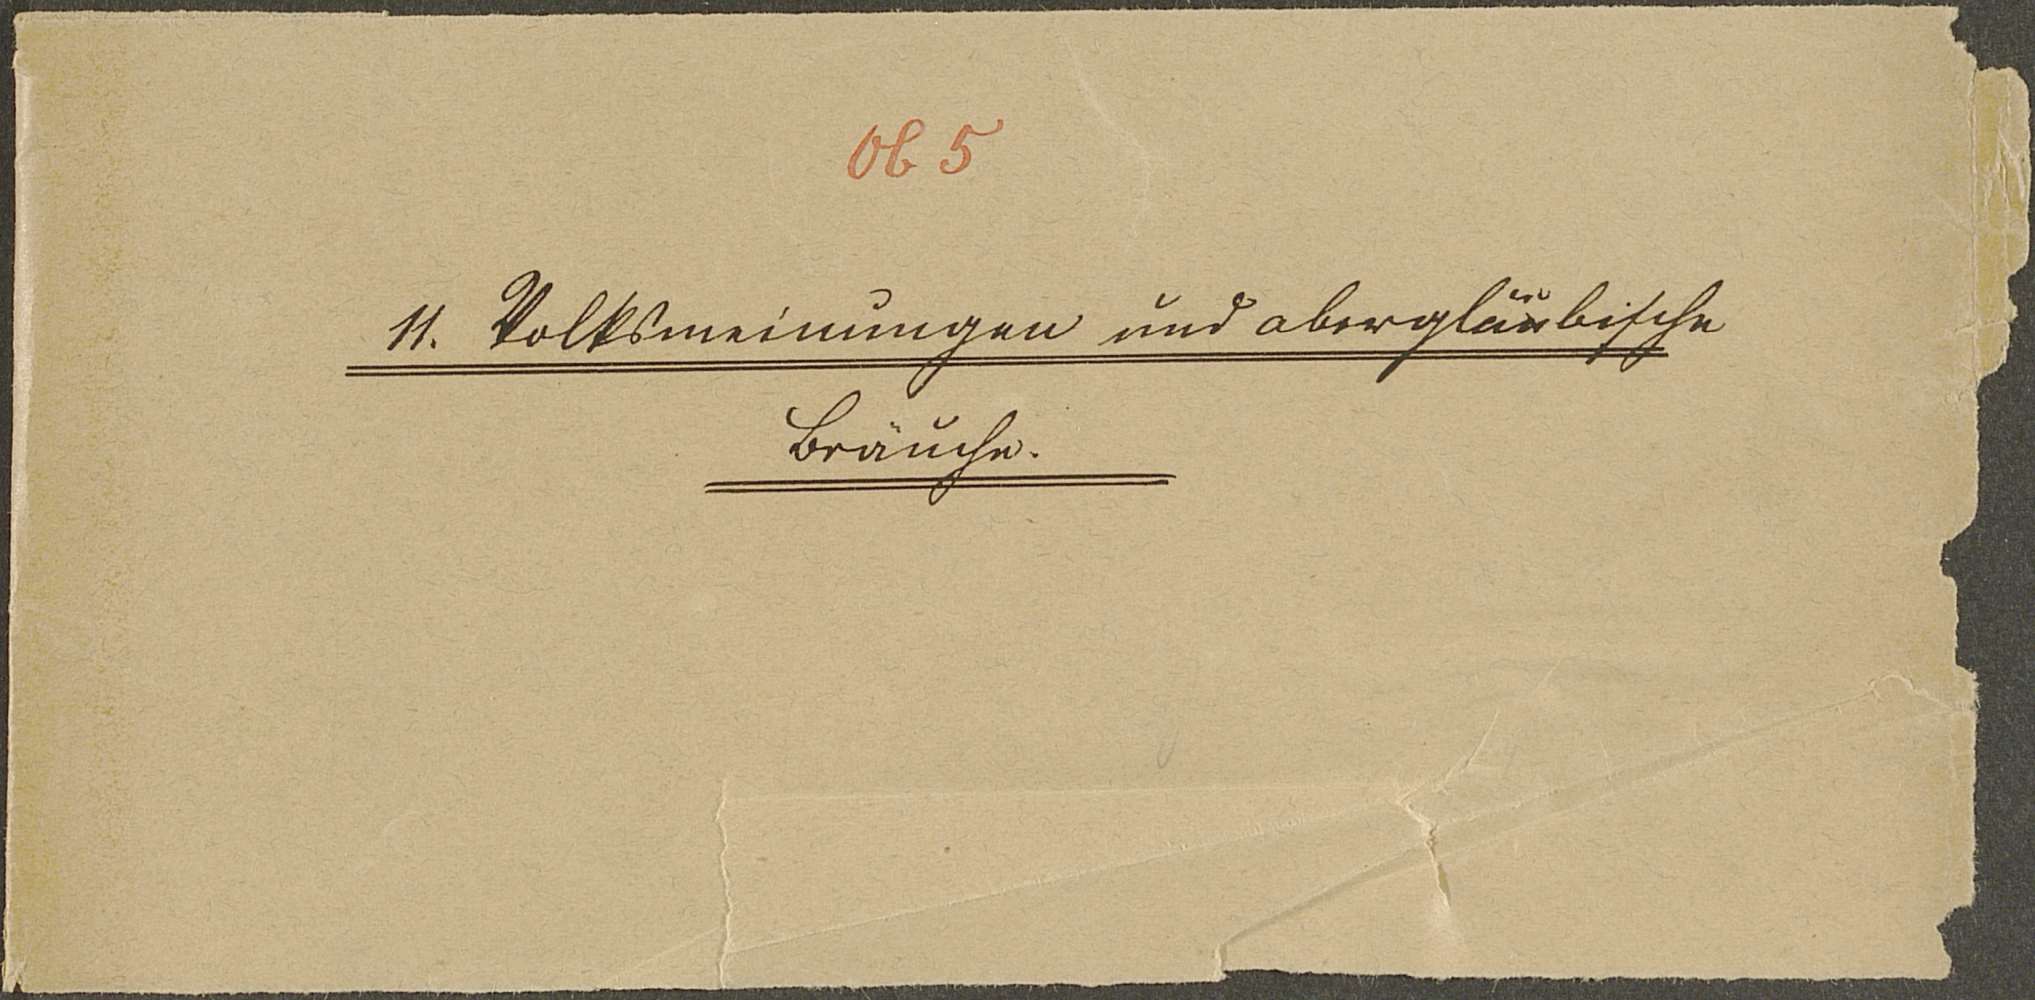 Ob 5
11. Volksmeinungen und abergläubische
Bräuche.